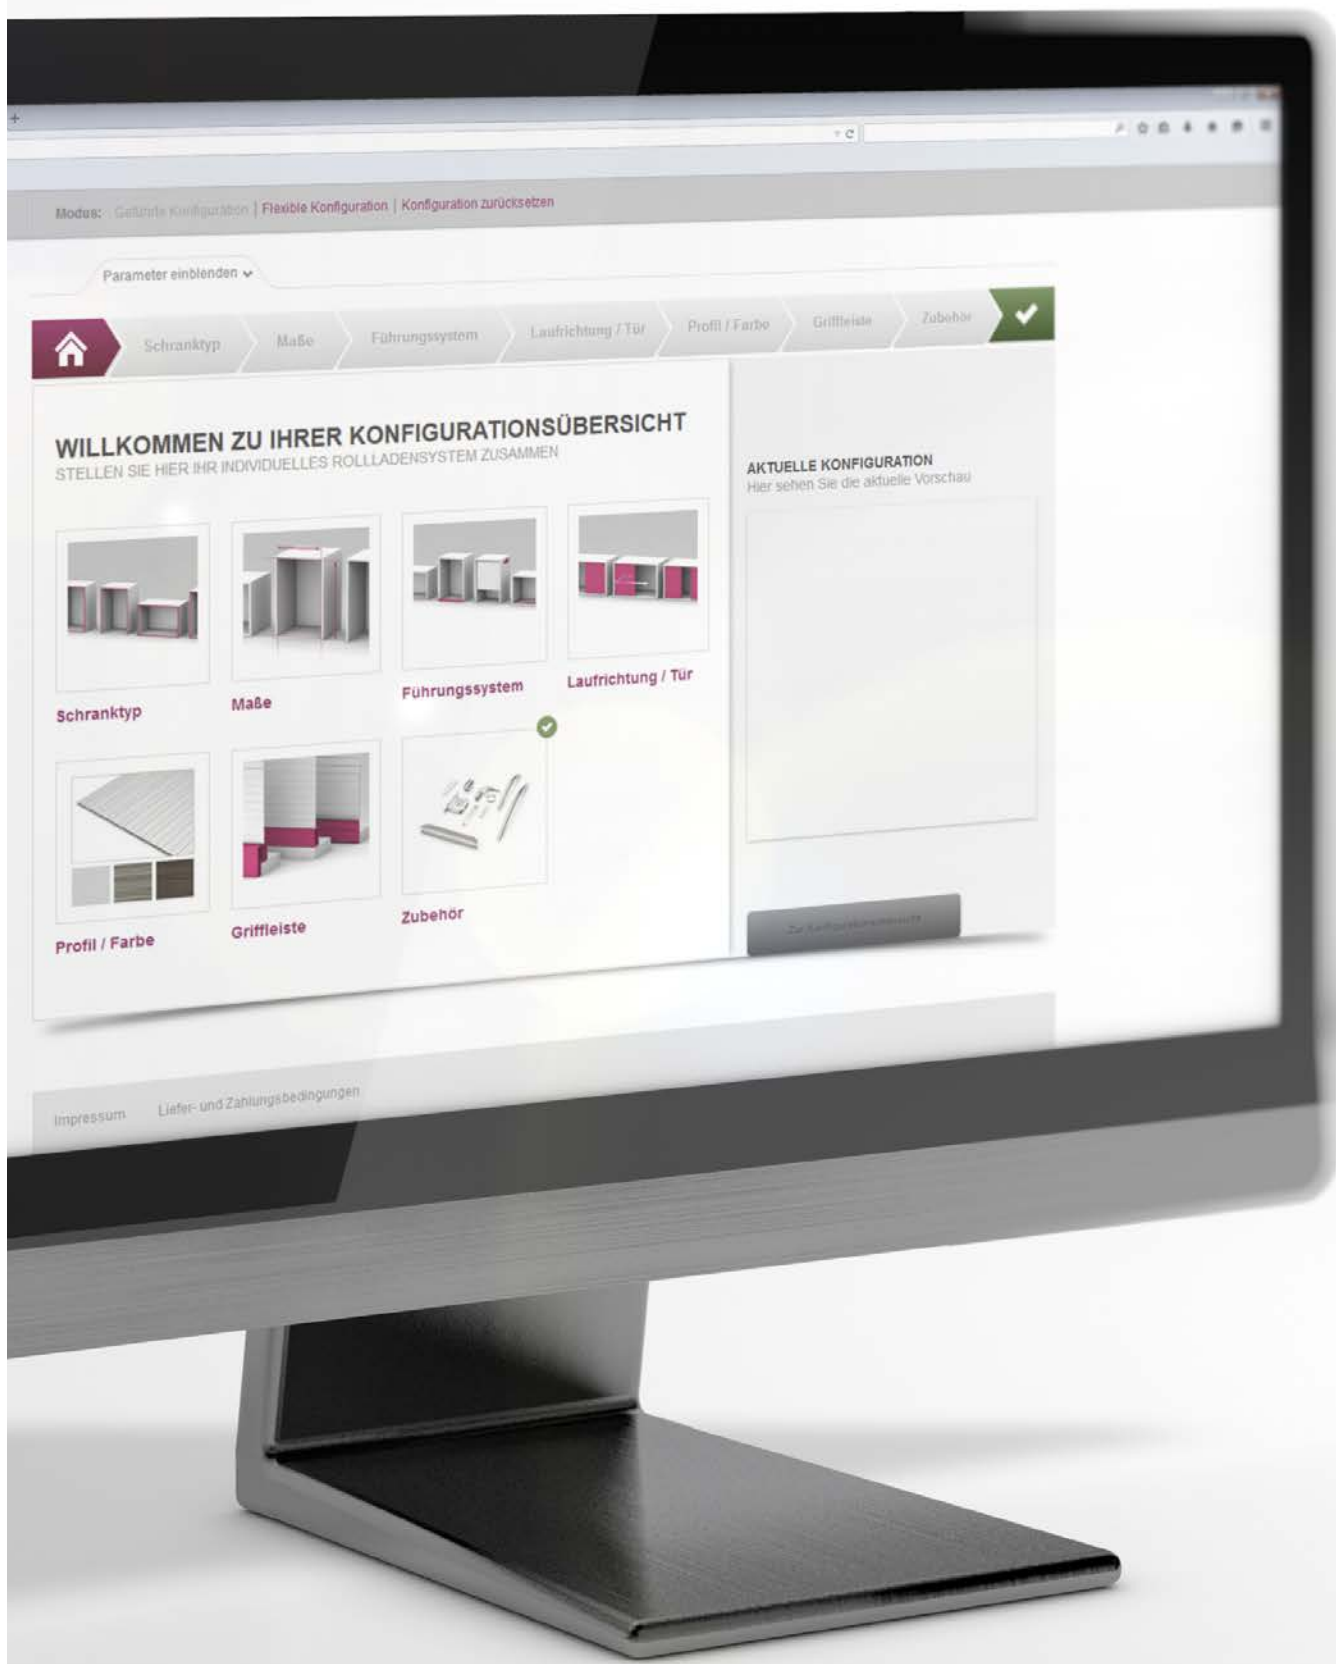 Modus: Geführte Konfiguration | Flexible Konfiguration | Konfiguration zurücksetzen
Parameter einblenden
Schranktyp Maße Führungssystem Laufrichtung / Tür Profil / Farbe Griffleiste Zubehör
WILLKOMMEN ZU IHRER KONFIGURATIONSÜBERSICHT
STELLEN SIE HIER IHR INDIVIDUELLES ROLLLADENSYSTEM ZUSAMMEN
Schranktyp
Maße
Führungssystem
Laufrichtung / Tür
Profil / Farbe
Griffleiste
Zubehör
AKTUELLE KONFIGURATION
Hier sehen Sie die aktuelle Vorschau
Impressum Liefer- und Zahlungsbedingungen